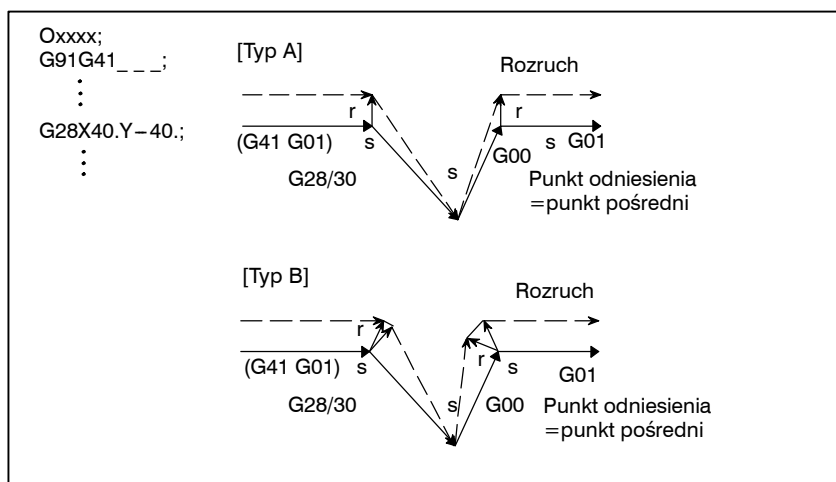 Oxxxx;
G91G41_ _ _;
G28X40.Y−40.;
[Typ A]
Rozruch
r
r
(G41 G01)
s
G00
s
G01
s
G28/30
Punkt odniesienia
=punkt pośredni
[Typ B]
Rozruch
r
r
(G41 G01)
s
s
G01
G28/30
s
G00
Punkt odniesienia
=punkt pośredni